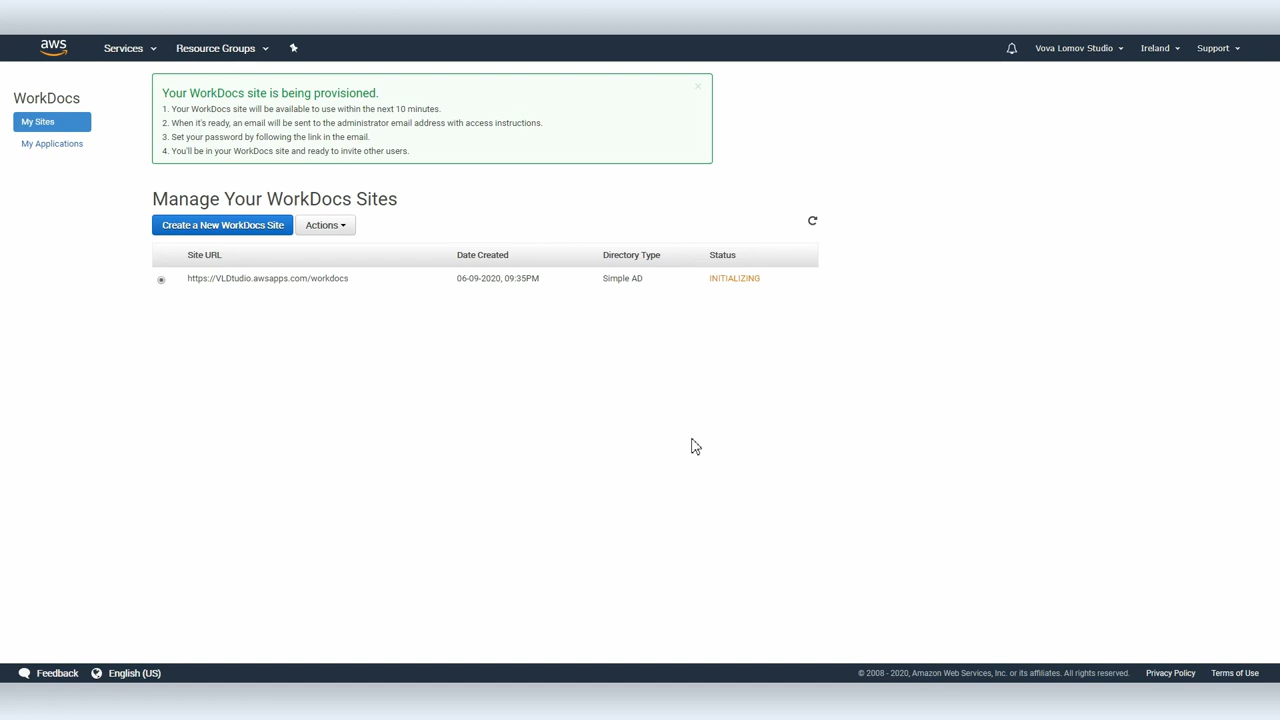 aws Services Resource Groups Vova Lomov Studio Ireland Support
WorkDocs
My Sites
My Applications
Your WorkDocs site is being provisioned.
1. Your WorkDocs site will be available to use within the next 10 minutes.
2. When it's ready, an email will be sent to the administrator email address with access instructions.
3. Set your password by following the link in the email.
4. You'll be in your WorkDocs site and ready to invite other users.
Manage Your WorkDocs Sites
Create a New WorkDocs Site Actions
Site URL Date Created Directory Type Status
https://VLDtudio.awsapps.com/workdocs 06-09-2020, 09:35PM Simple AD INITIALIZING
Feedback English (US) © 2008 - 2020, Amazon Web Services, Inc. or its affiliates. All rights reserved. Privacy Policy Terms of Use